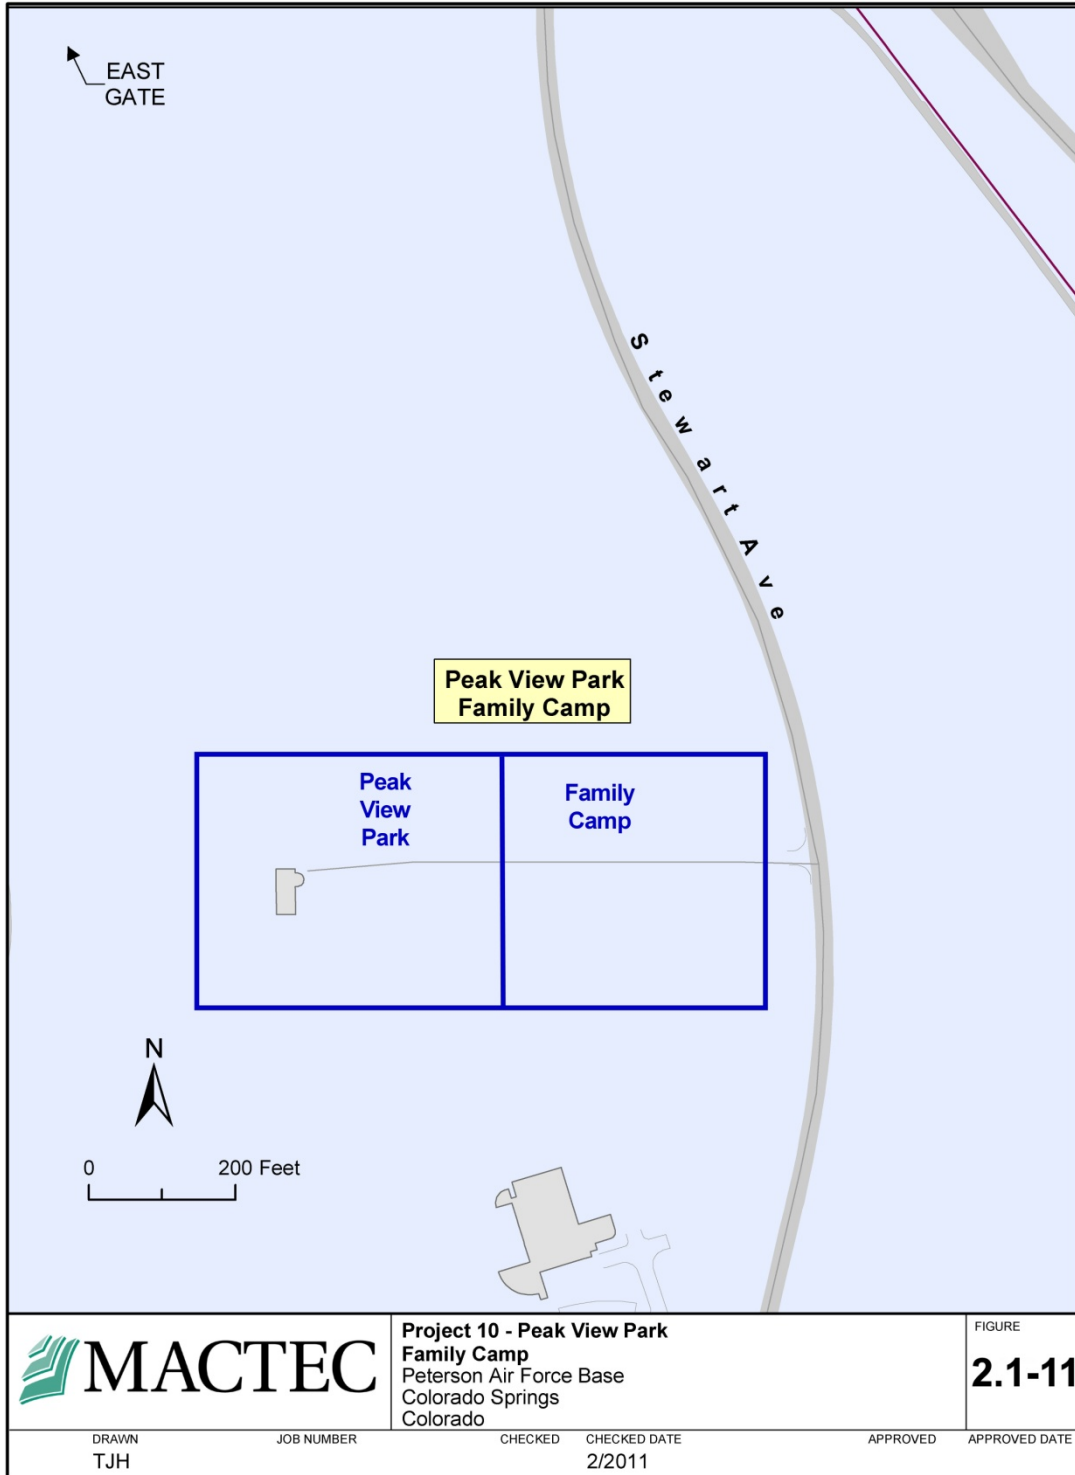 EAST
GATE
Stewart Ave
Peak View Park
Family Camp
Peak
View
Park
Family
Camp
N
0 200 Feet
MACTEC
Project 10 - Peak View Park
Family Camp
Peterson Air Force Base
Colorado Springs
Colorado
FIGURE
2.1-11
DRAWN JOB NUMBER CHECKED CHECKED DATE APPROVED APPROVED DATE
TJH 2/2011